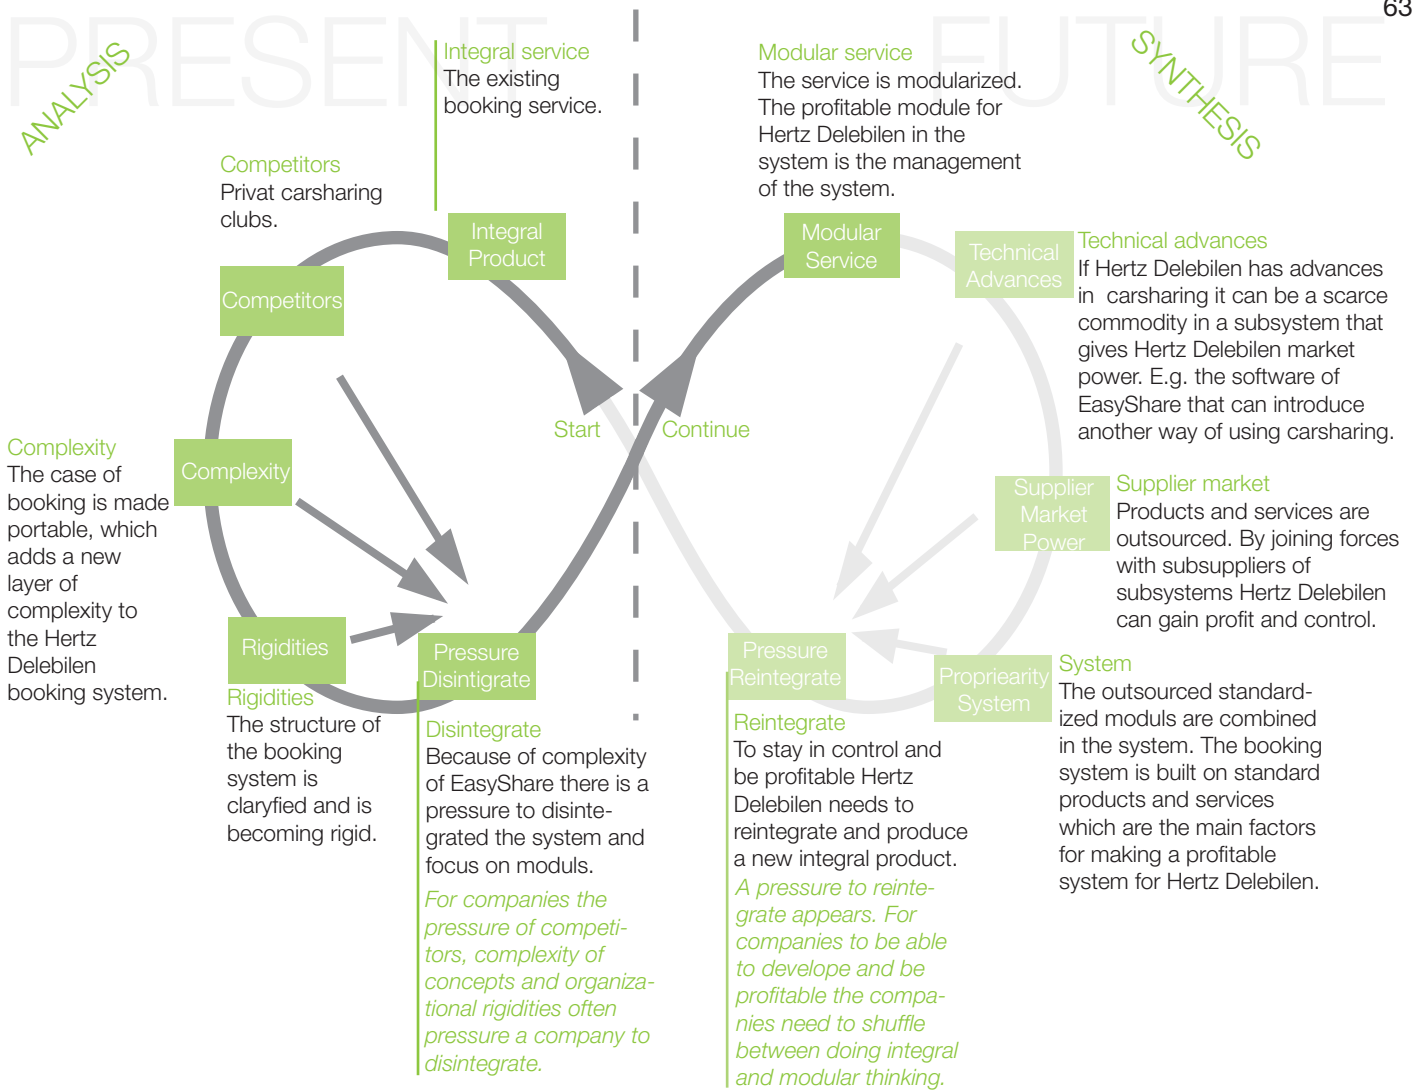 63
PRESENT
FUTURE
ANALYSIS
SYNTHESIS
Integral service
The existing
booking service.
Modular service
The service is modularized.
The profitable module for
Hertz Delebilen in the
system is the management
of the system.
Competitors
Privat carsharing
clubs.
Integral
Product
Modular
Service
Technical
Advances
Technical advances
If Hertz Delebilen has advances
in  carsharing it can be a scarce
commodity in a subsystem that
gives Hertz Delebilen market
power. E.g. the software of
EasyShare that can introduce
another way of using carsharing.
Competitors
Start
Continue
Complexity
The case of
booking is made
portable, which
adds a new
layer of
complexity to
the Hertz
Delebilen
booking system.
Complexity
Supplier
Market
Power
Supplier market
Products and services are
outsourced. By joining forces
with subsuppliers of
subsystems Hertz Delebilen
can gain profit and control.
Rigidities
Rigidities
The structure of
the booking
system is
claryfied and is
becoming rigid.
Pressure
Disintigrate
Disintegrate
Because of complexity
of EasyShare there is a
pressure to disinte-
grated the system and
focus on moduls.
For companies the
pressure of competi-
tors, complexity of
concepts and organiza-
tional rigidities often
pressure a company to
disintegrate.
Pressure
Reintegrate
Reintegrate
To stay in control and
be profitable Hertz
Delebilen needs to
reintegrate and produce
a new integral product.
A pressure to reinte-
grate appears. For
companies to be able
to develope and be
profitable the compa-
nies need to shuffle
between doing integral
and modular thinking.
Propriearity
System
System
The outsourced standard-
ized moduls are combined
in the system. The booking
system is built on standard
products and services
which are the main factors
for making a profitable
system for Hertz Delebilen.